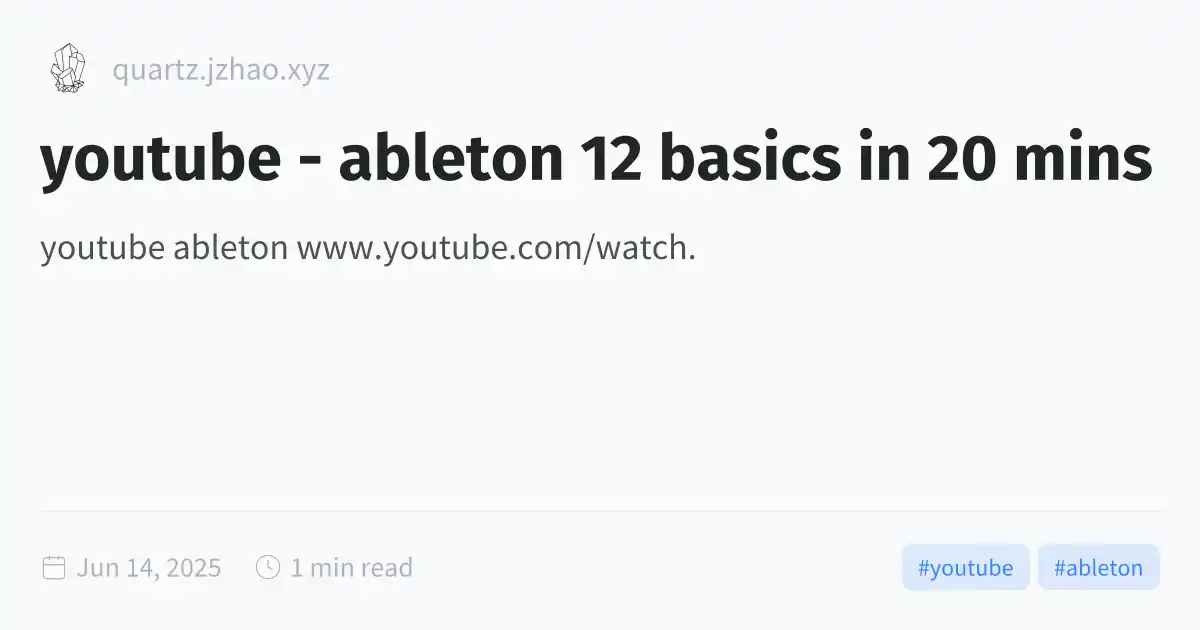 quartz.jzhao.xyz
youtube - ableton 12 basics in 20 mins
youtube ableton www.youtube.com/watch.
Jun 14, 2025 1 min read #youtube #ableton